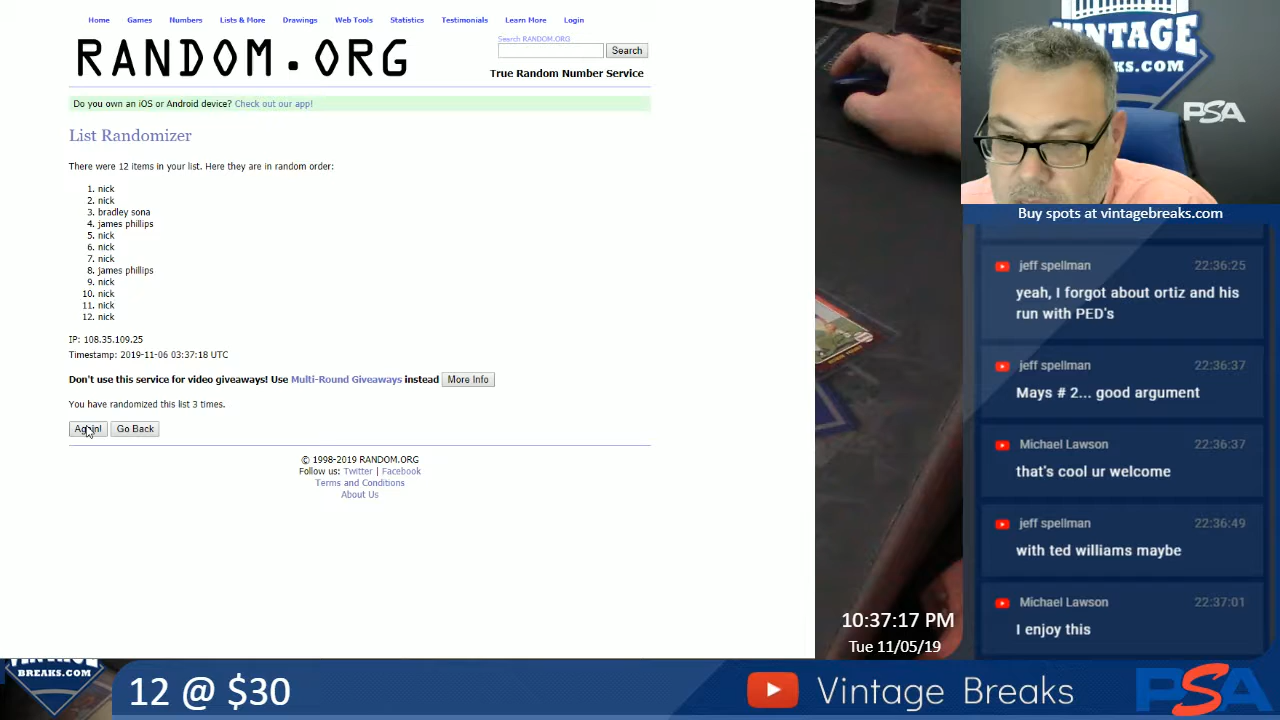 Home Games Numbers Lists & More Drawings Web Tools Statistics Testimonials Learn More Login
RANDOM.ORG
Search RANDOM.ORG
Search
True Random Number Service
Do you own an iOS or Android device? Check out our app!
List Randomizer
There were 12 items in your list. Here they are in random order:
1. nick
2. nick
3. bradley sona
4. james phillips
5. nick
6. nick
7. nick
8. james phillips
9. nick
10. nick
11. nick
12. nick
IP: 108.35.109.25
Timestamp: 2019-11-06 03:37:18 UTC
Don't use this service for video giveaways! Use Multi-Round Giveaways instead More Info
You have randomized this list 3 times.
Again! Go Back
© 1998-2019 RANDOM.ORG
Follow us: Twitter | Facebook
Terms and Conditions
About Us
VINTAGE
BREAKS.COM
PSA
Buy spots at vintagebreaks.com
jeff spellman 22:36:25
yeah, I forgot about ortiz and his
run with PED's
jeff spellman 22:36:37
Mays # 2... good argument
Michael Lawson 22:36:37
that's cool ur welcome
jeff spellman 22:36:49
with ted williams maybe
Michael Lawson 22:37:01
I enjoy this
10:37:17 PM
Tue 11/05/19
VINTAGE
BREAKS.COM
12 @ $30
Vintage Breaks
PSA